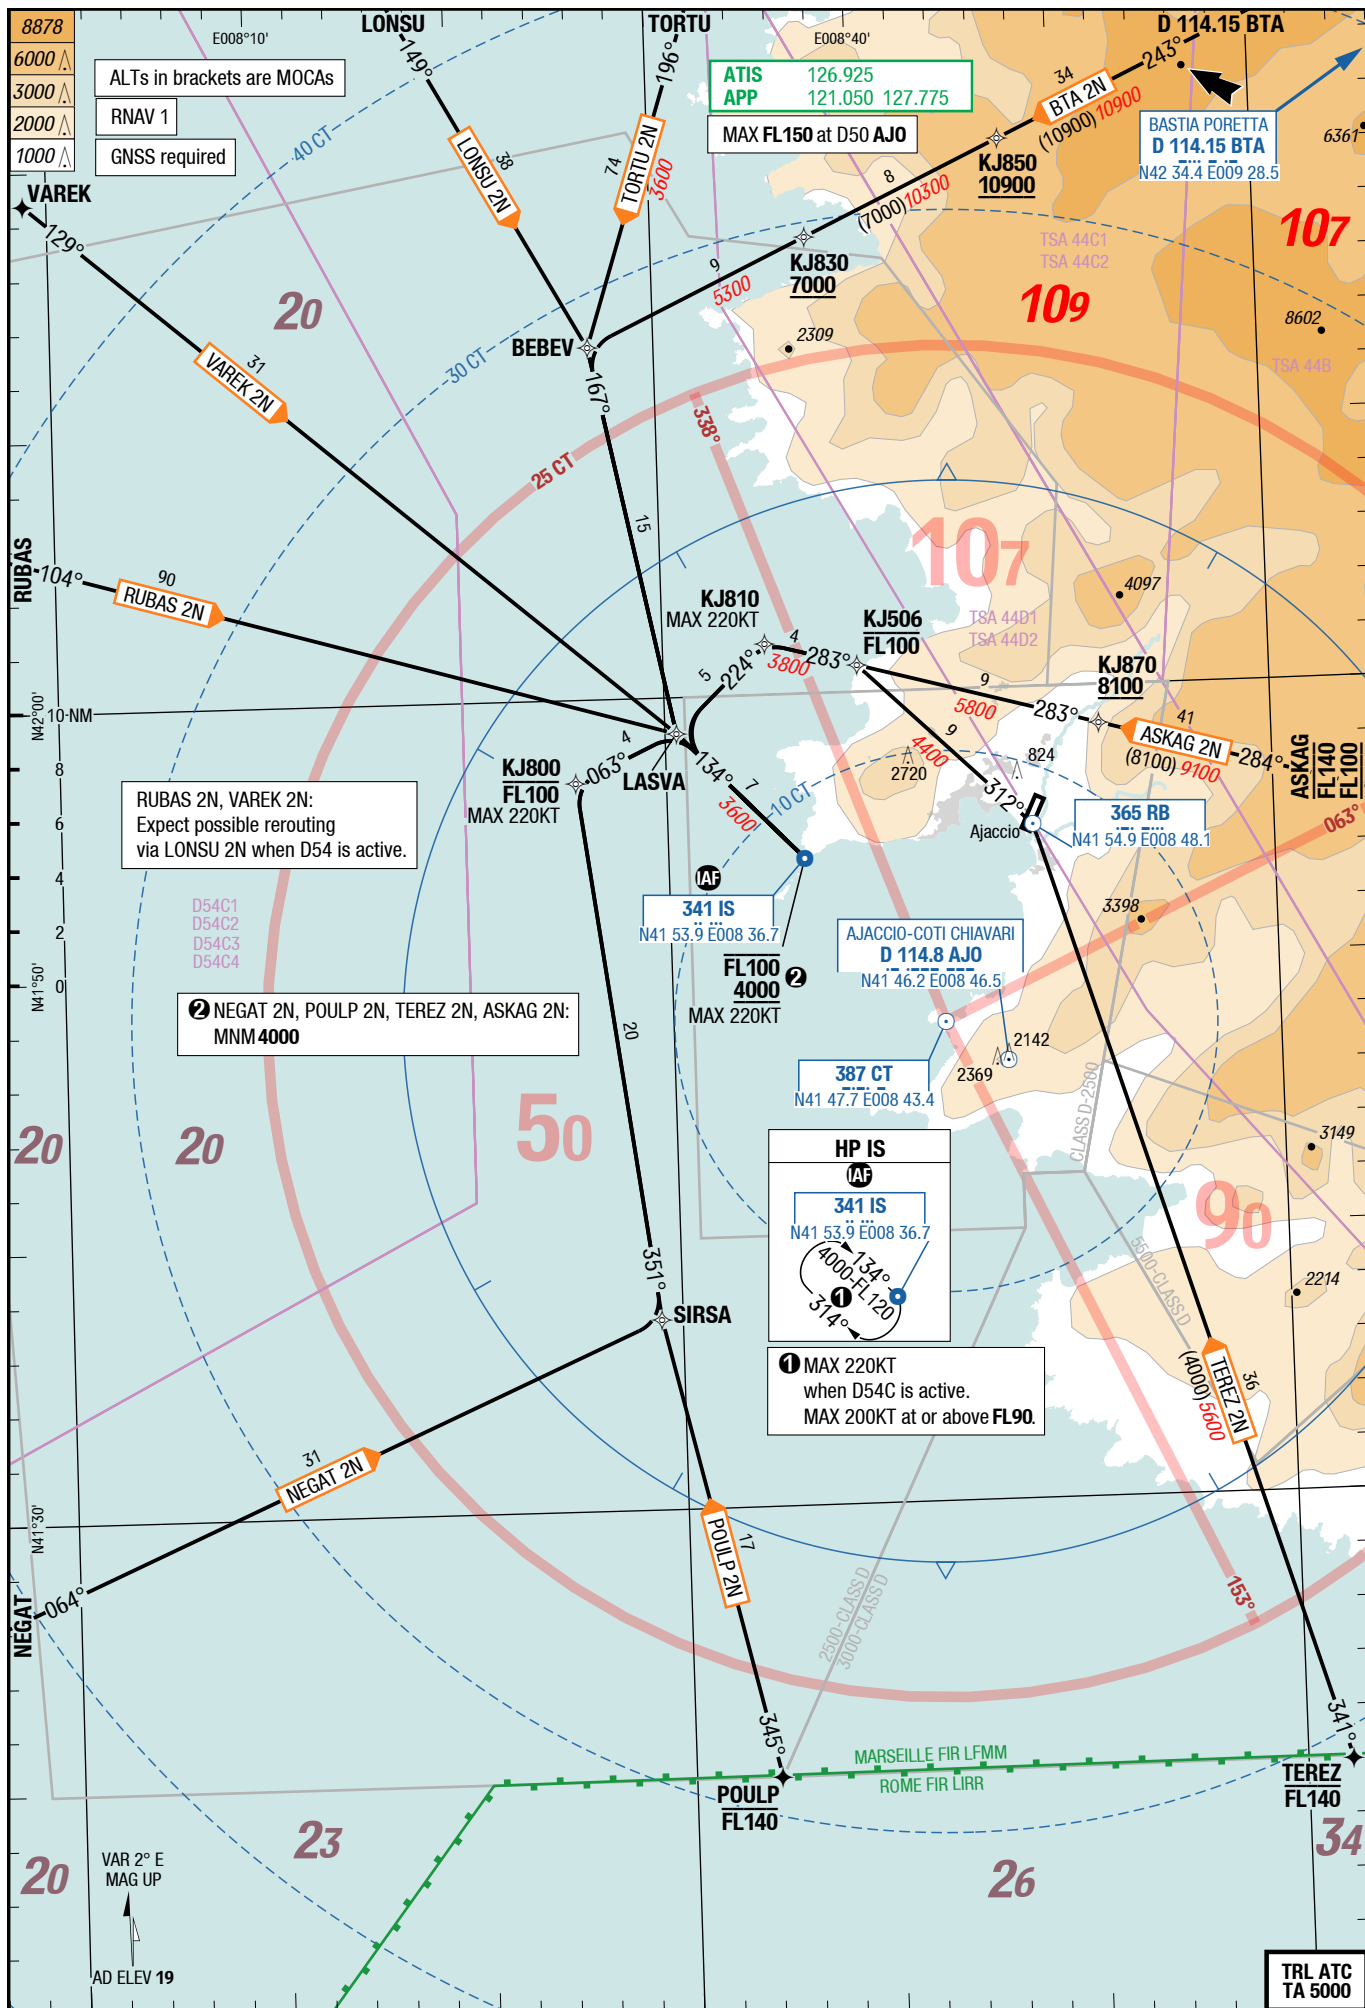 8878
6000
3000
2000
1000
E008°10'
LONSU
TORTU
E008°40'
D 114.15 BTA
ALTs in brackets are MOCAs
RNAV 1
GNSS required
ATIS 126.925
APP 121.050 127.775
MAX FL150 at D50 AJO
149°
196°
243°
34
BTA 2N
(10900) 10900
BASTIA PORETTA
D 114.15 BTA
N42 34.4 E009 28.5
6361
40 CT
38
LONSU 2N
74
TORTU 2N
3600
KJ850
10900
8
(7000) 10300
VAREK
129°
107
TSA 44C1
TSA 44C2
KJ830
7000
9
5300
20
109
8602
2309
BEBEV
30 CT
31
VAREK 2N
TSA 44B
167°
338°
25 CT
15
107
RUBAS
104°
90
RUBAS 2N
4097
KJ810
MAX 220KT
KJ506
FL100
TSA 44D1
TSA 44D2
4
283°
3800
KJ870
8100
5
224°
9
5800
283°
41
ASKAG 2N
(8100) 9100
284°
ASKAG
FL140
FL100
N42°00'
10 NM
8
6
4
2
0
4
063°
KJ800
FL100
MAX 220KT
LASVA
134°
7
3600
10 CT
9
4400
312°
2720
824
Ajaccio
365 RB
N41 54.9 E008 48.1
063°
RUBAS 2N, VAREK 2N:
Expect possible rerouting
via LONSU 2N when D54 is active.
IAF
341 IS
N41 53.9 E008 36.7
3398
D54C1
D54C2
D54C3
D54C4
AJACCIO-COTI CHIAVARI
D 114.8 AJO
N41 46.2 E008 46.5
FL100
4000
MAX 220KT
2
N41°50'
2 NEGAT 2N, POULP 2N, TEREZ 2N, ASKAG 2N:
MNM 4000
20
2142
2369
387 CT
N41 47.7 E008 43.4
CLASS D-2500
50
20
20
3149
HP IS
IAF
341 IS
N41 53.9 E008 36.7
134°
4000-FL120
1
314°
90
5500-CLASS D
2214
351°
SIRSA
1 MAX 220KT
when D54C is active.
MAX 200KT at or above FL90.
36
TEREZ 2N
(4000) 5600
31
NEGAT 2N
N41°30'
17
POULP 2N
064°
NEGAT
153°
2500-CLASS D
3000-CLASS D
345°
341°
MARSEILLE FIR LFMM
ROME FIR LIRR
POULP
FL140
TEREZ
FL140
23
20
26
34
VAR 2° E
MAG UP
AD ELEV 19
TRL ATC
TA 5000